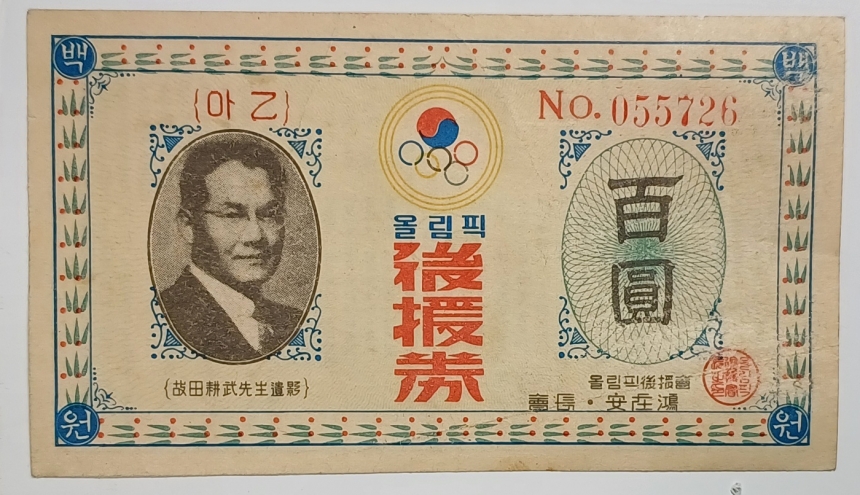 백 백
{아乙}
No. 055726
올림픽
後援券
百圓
{故田耕武先生遺影}
올림픽後援會
會長・安在鴻
원 원